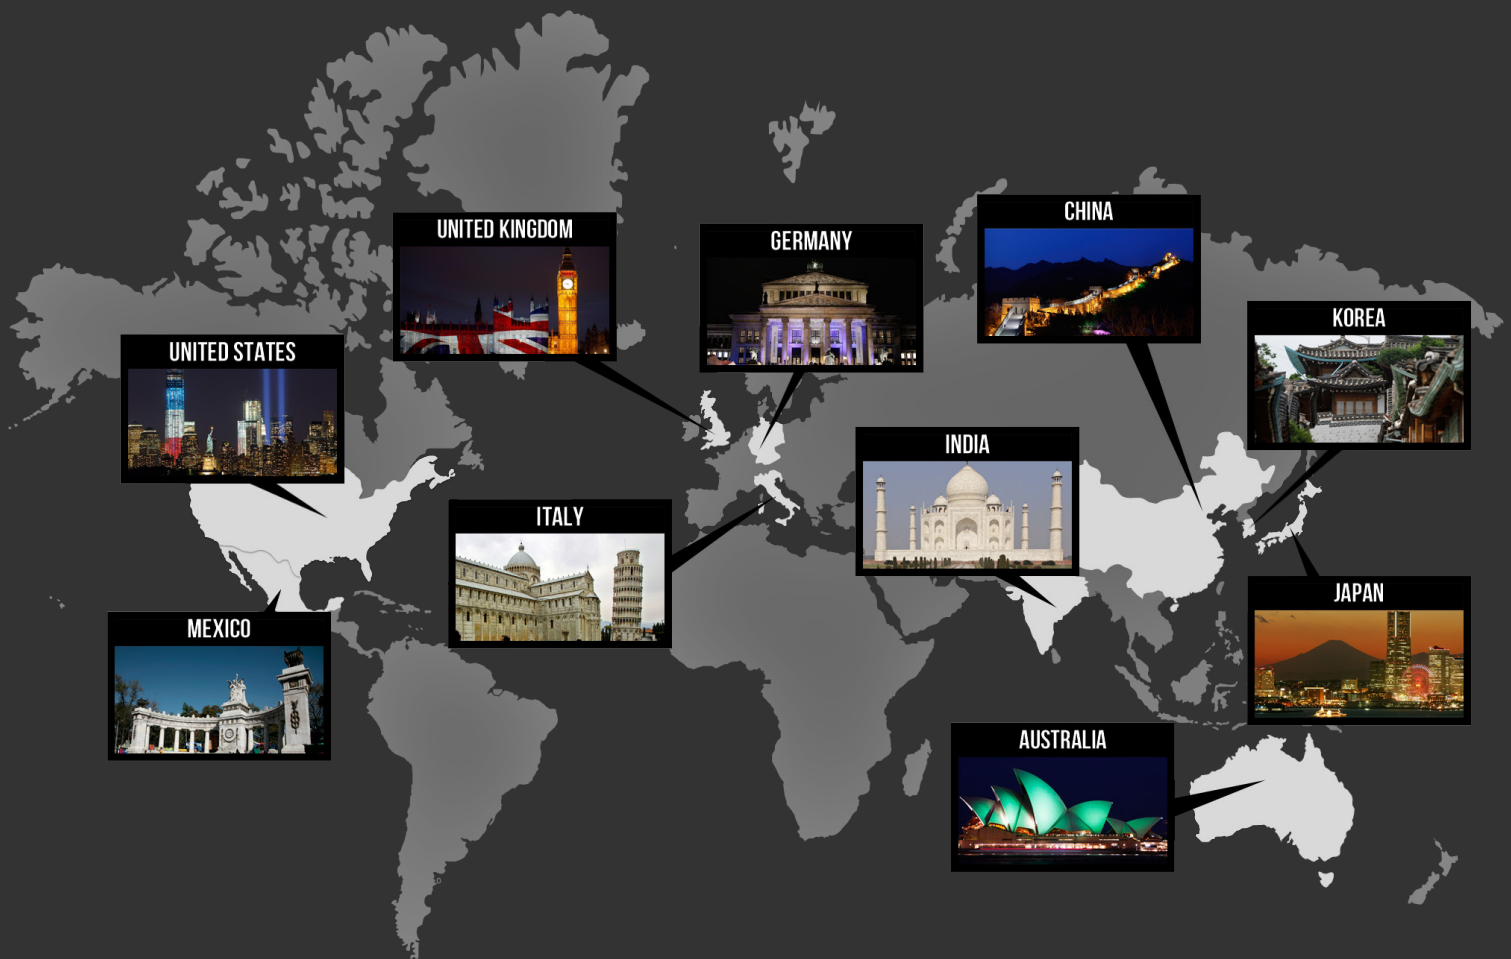 UNITED KINGDOM
GERMANY
CHINA
KOREA
UNITED STATES
INDIA
ITALY
JAPAN
MEXICO
AUSTRALIA